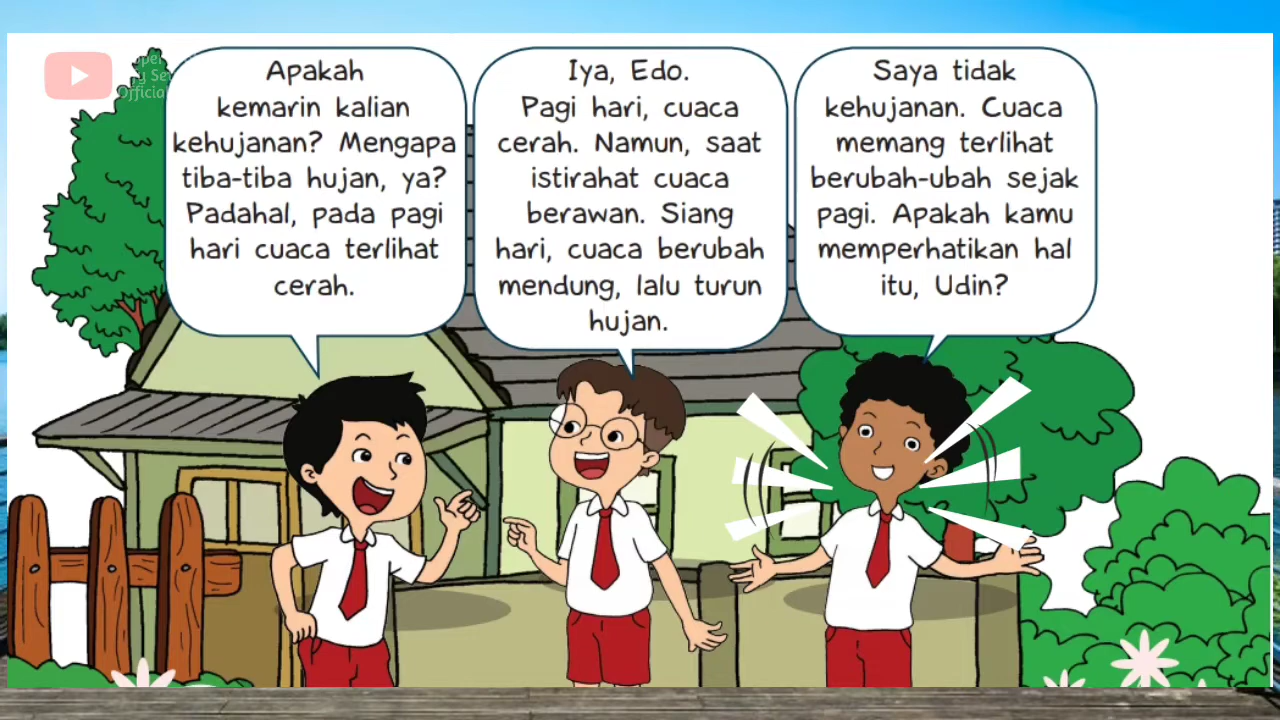 Apakah
kemarin kalian
kehujanan? Mengapa
tiba-tiba hujan, ya?
Padahal, pada pagi
hari cuaca terlihat
cerah.
Iya, Edo.
Pagi hari, cuaca
cerah. Namun, saat
istirahat cuaca
berawan. Siang
hari, cuaca berubah
mendung, lalu turun
hujan.
Saya tidak
kehujanan. Cuaca
memang terlihat
berubah-ubah sejak
pagi. Apakah kamu
memperhatikan hal
itu, Udin?
Official